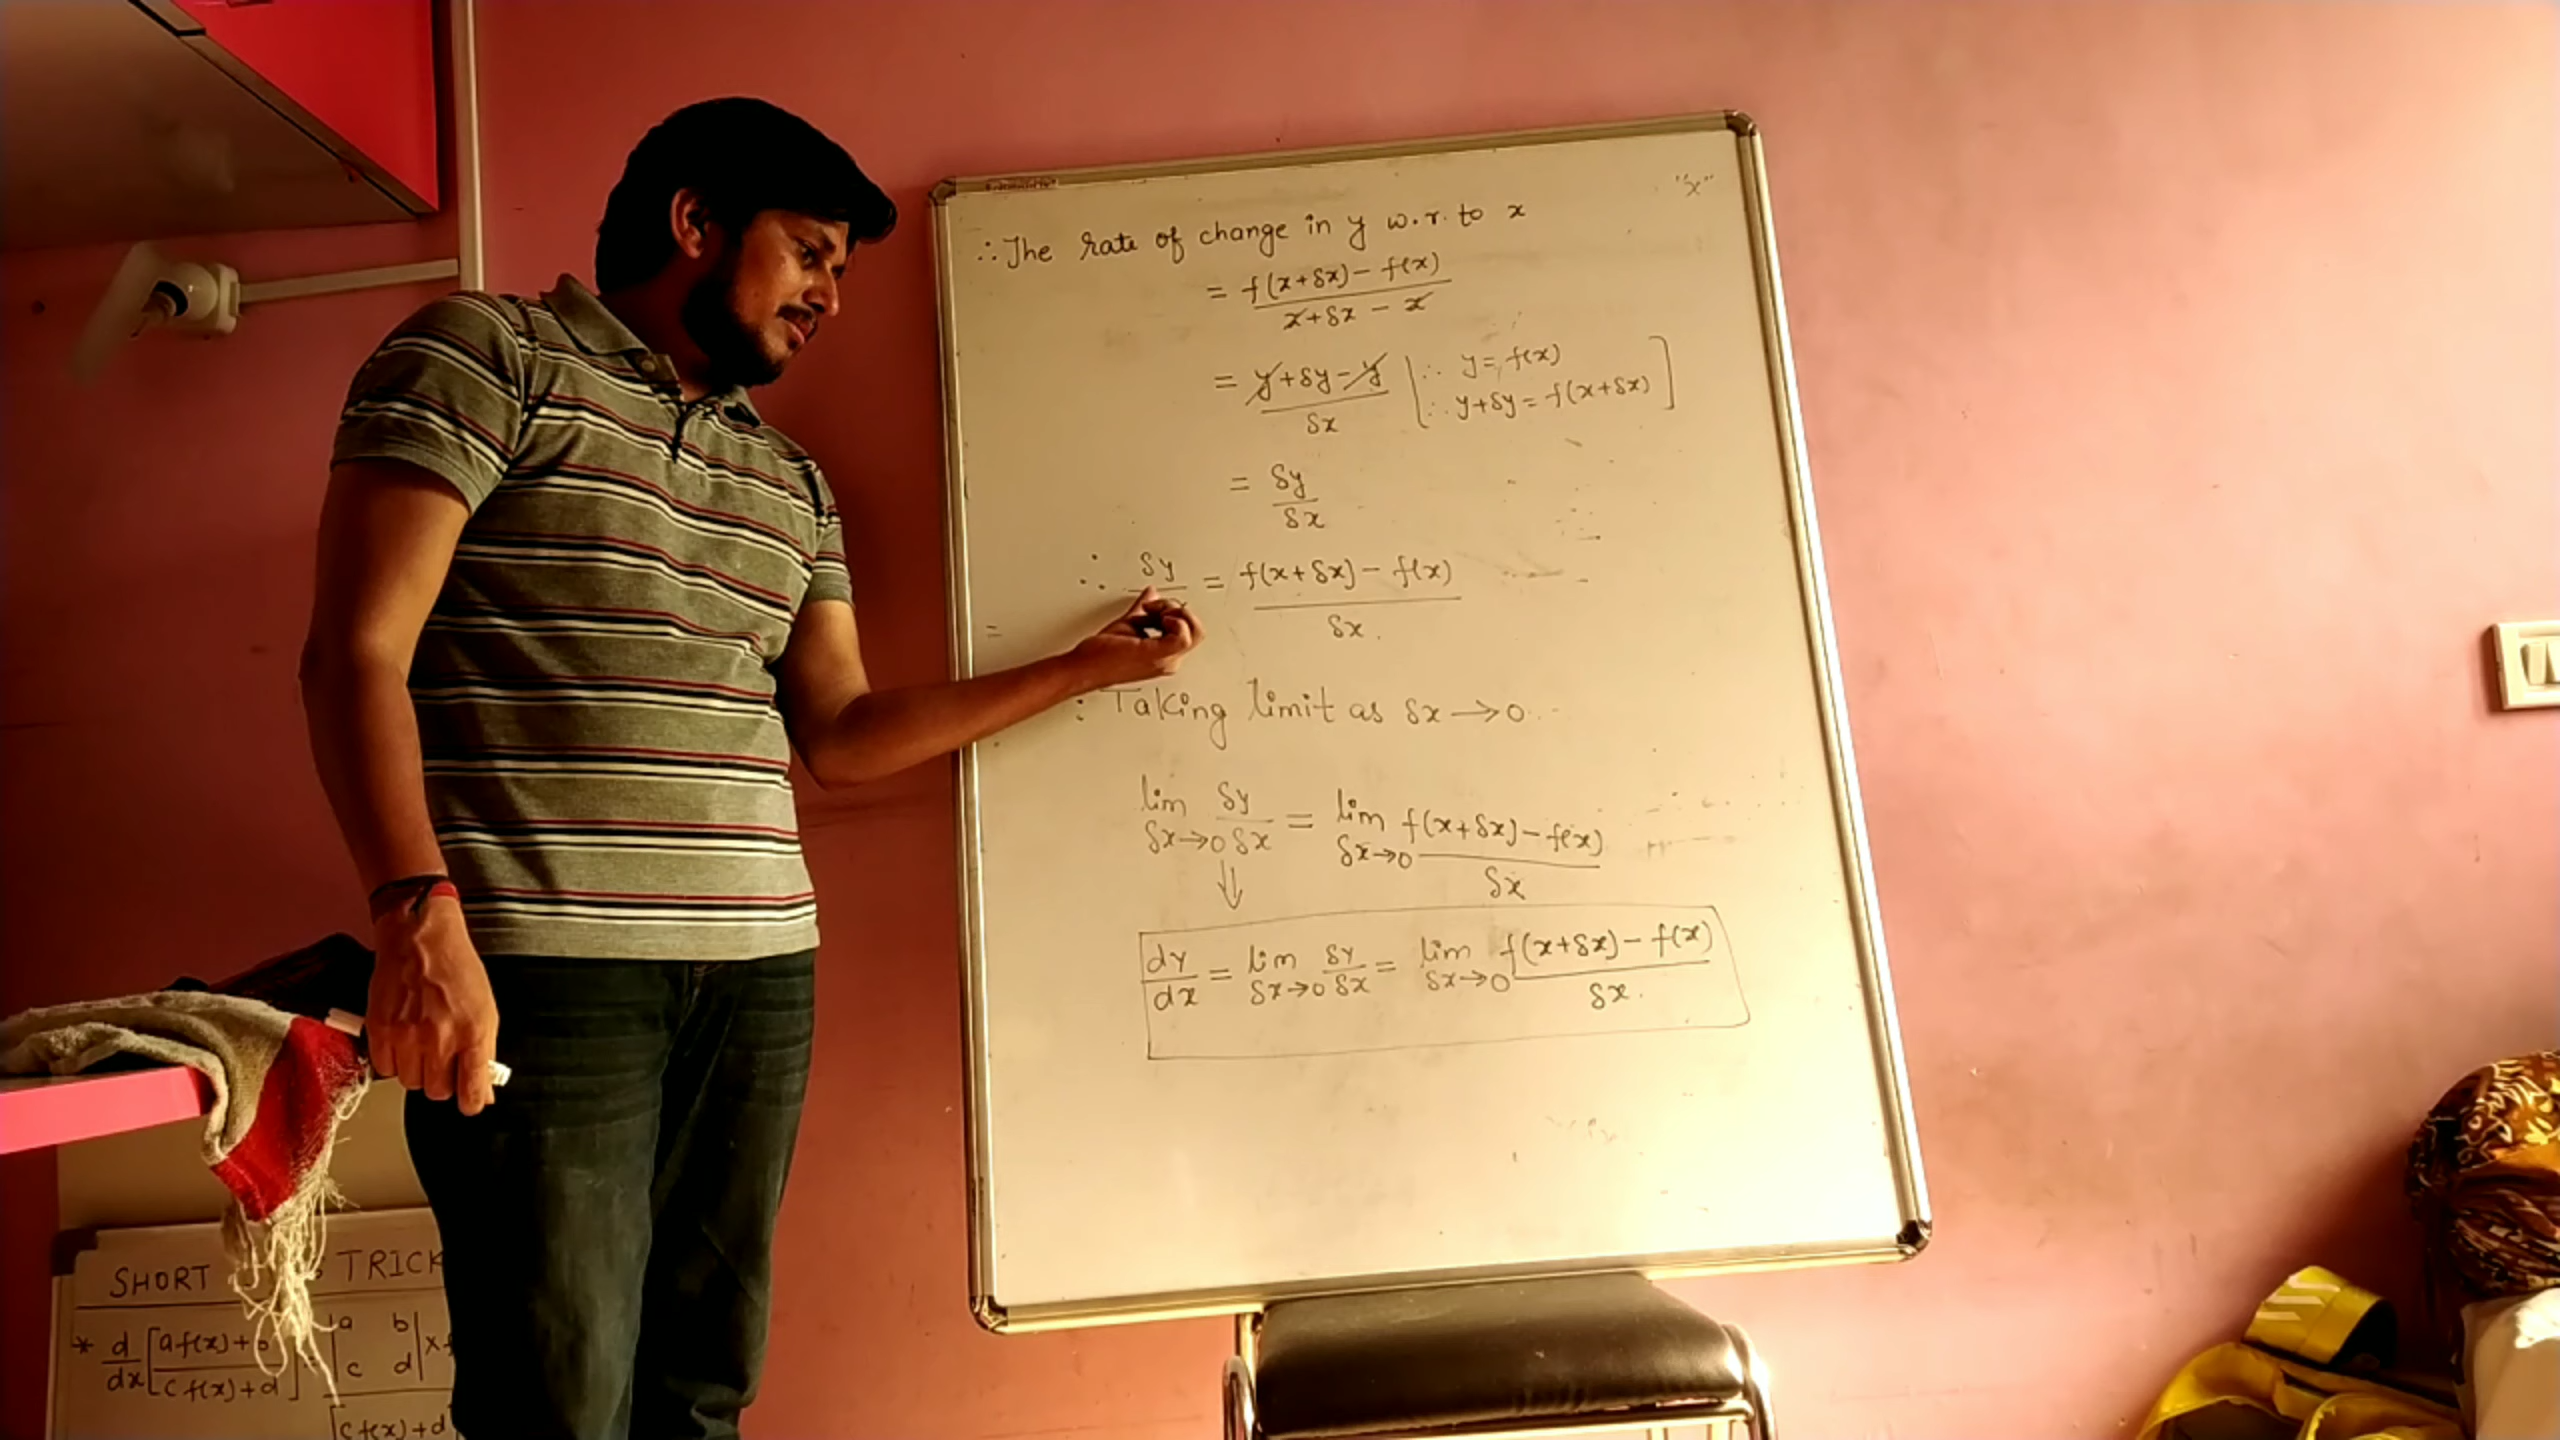 "x"
∴ The rate of change in y w.r. to x
= f(x+δx) - f(x)
x+δx - x
= y+δy-y [∵ y = f(x)
δx ∴ y+δy = f(x+δx)]
= δy
δx
∴ δy = f(x+δx) - f(x)
δx.
=
: Taking limit as δx → 0
lim δy = lim f(x+δx) - f(x)
δx→0 δx δx→0 δx
⇓
dy = lim δy = lim f(x+δx) - f(x)
dx δx→0 δx δx→0 δx.
SHORT TRICK
* d [a f(x)+b |a b| x
dx c f(x)+d] = |c d|
[c f(x)+d